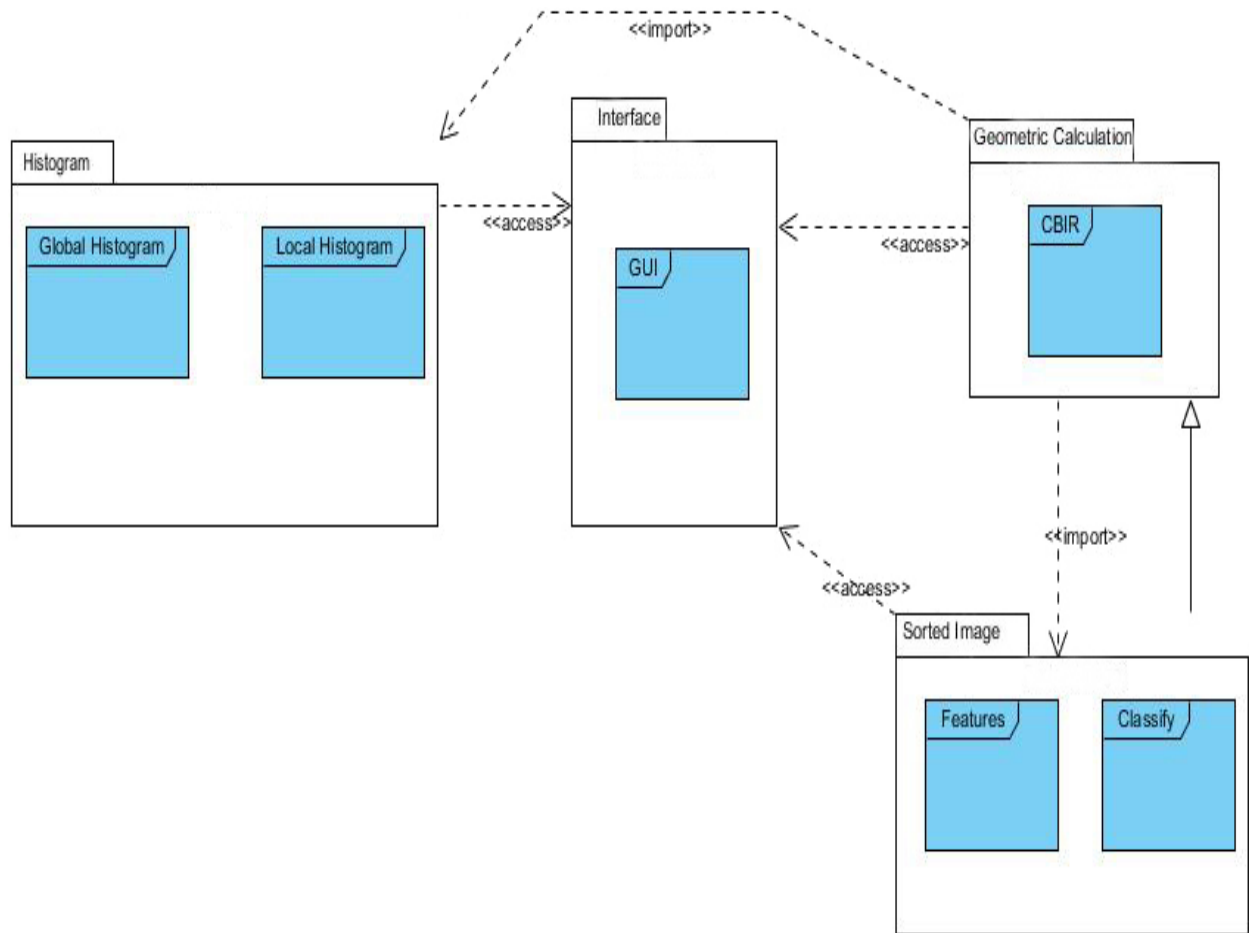 <<import>>
Interface
Geometric Calculation
Histogram
<<access>>
<<access>>
Global Histogram
Local Histogram
GUI
CBIR
<<import>>
<<access>>
Sorted Image
Features
Classify